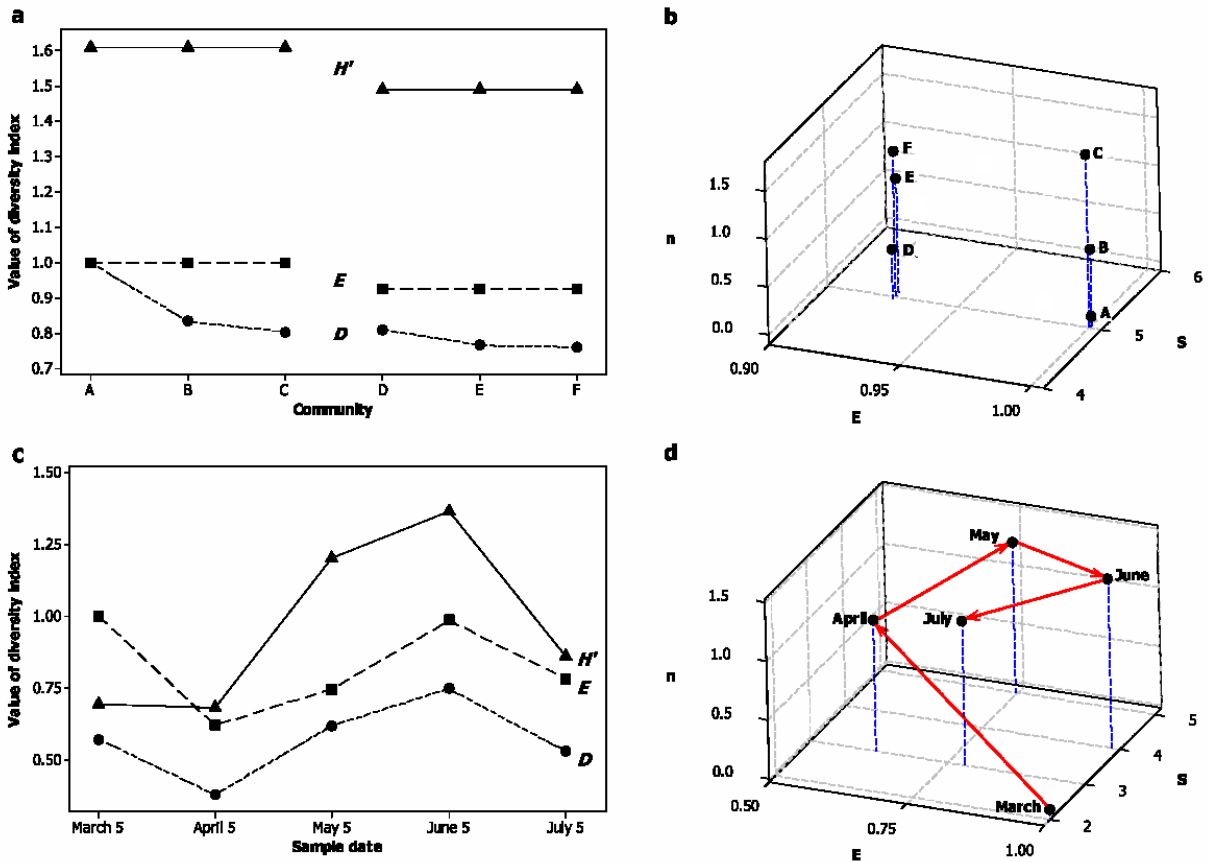 a
Value of diversity index
1.6
1.5
1.4
1.3
1.2
1.1
1.0
0.9
0.8
0.7
H'
E
D
A B C D E F
Community
b
n
1.5
1.0
0.5
0.0
F
E
D
C
B
A
0.90
0.95
1.00
E
4
5
6
S
c
Value of diversity index
1.50
1.25
1.00
0.75
0.50
H'
E
D
March 5 April 5 May 5 June 5 July 5
Sample date
d
n
1.5
1.0
0.5
0.0
May
June
April
July
March
0.50
0.75
1.00
E
2
3
4
5
S